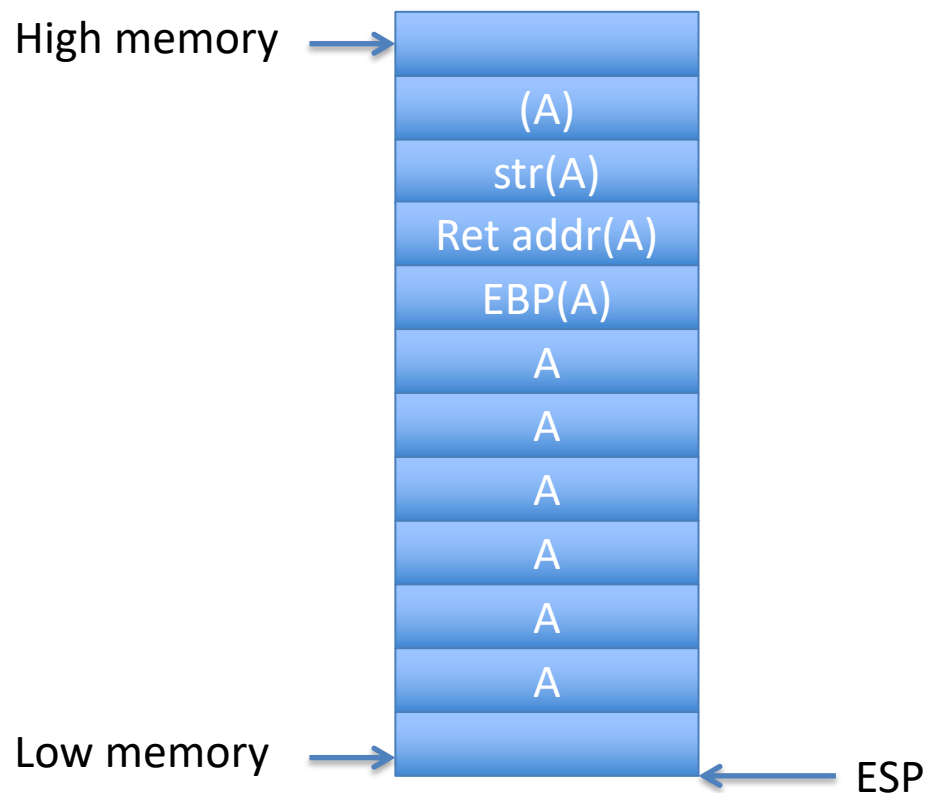 High memory
(A)
str(A)
Ret addr(A)
EBP(A)
A
A
A
A
A
A
Low memory
ESP